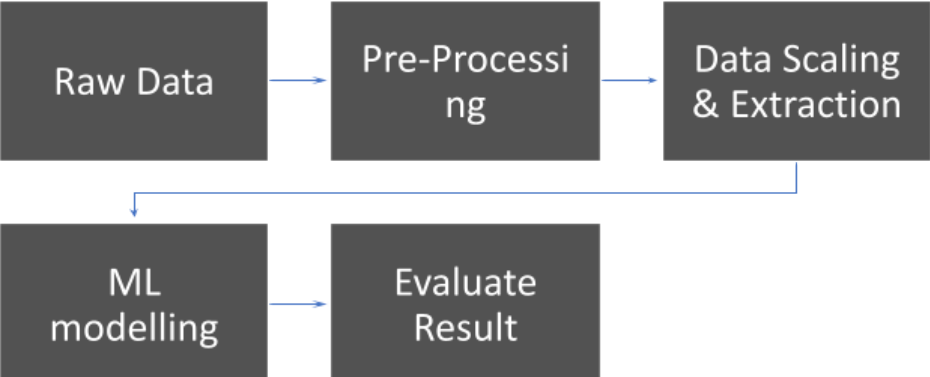 Raw Data
Pre-Processi
ng
Data Scaling
& Extraction
ML
modelling
Evaluate
Result